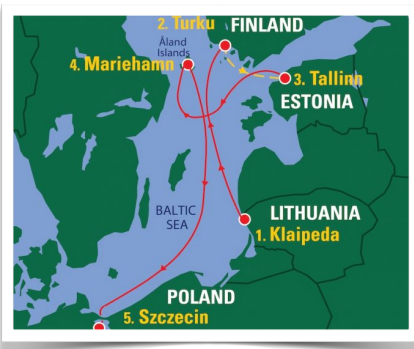 2. Turku FINLAND
Åland
Islands
4. Mariehamn
3. Tallinn
ESTONIA
BALTIC
SEA
LITHUANIA
1. Klaipeda
POLAND
5. Szczecin